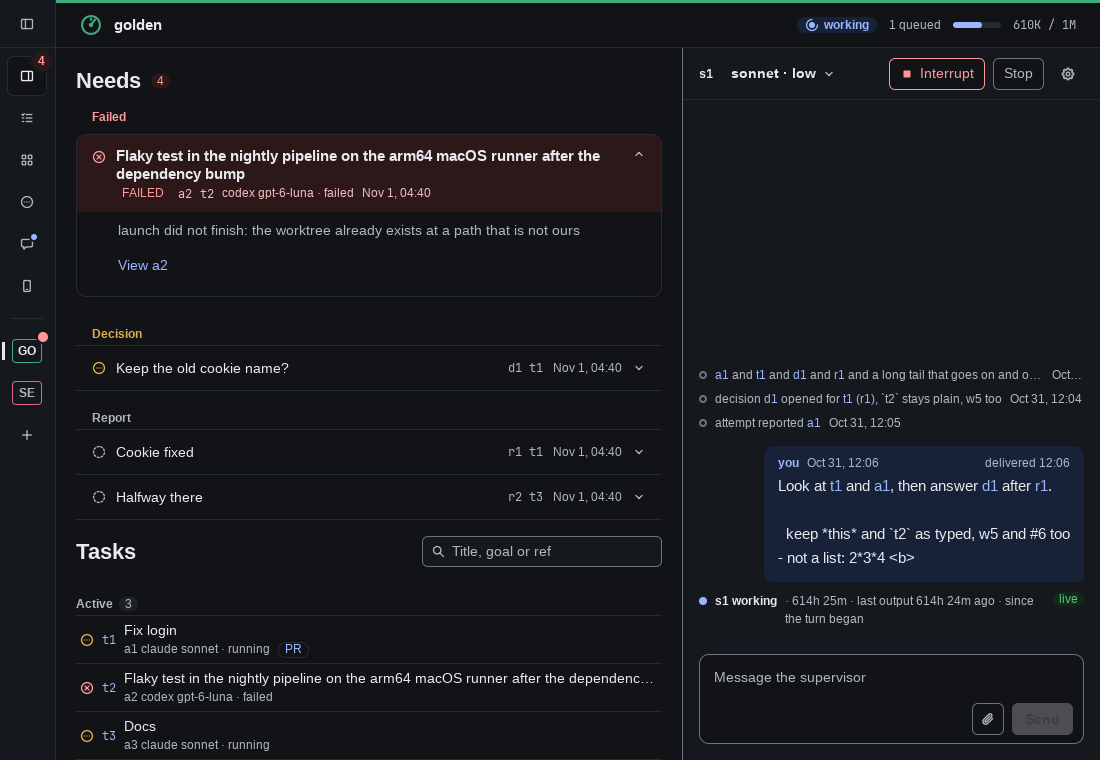 golden
working
1 queued
610K / 1M
4
GO
SE
Needs 4
Failed
Flaky test in the nightly pipeline on the arm64 macOS runner after the
dependency bump
FAILED a2 t2 codex gpt-6-luna · failed Nov 1, 04:40
launch did not finish: the worktree already exists at a path that is not ours
View a2
Decision
Keep the old cookie name? d1 t1 Nov 1, 04:40
Report
Cookie fixed r1 t1 Nov 1, 04:40
Halfway there r2 t3 Nov 1, 04:40
Tasks
Title, goal or ref
Active 3
t1 Fix login
a1 claude sonnet · running PR
t2 Flaky test in the nightly pipeline on the arm64 macOS runner after the dependenc…
a2 codex gpt-6-luna · failed
t3 Docs
a3 claude sonnet · running
s1 sonnet · low
Interrupt
Stop
a1 and t1 and d1 and r1 and a long tail that goes on and o… Oct…
decision d1 opened for t1 (r1), `t2` stays plain, w5 too Oct 31, 12:04
attempt reported a1 Oct 31, 12:05
you Oct 31, 12:06 delivered 12:06
Look at t1 and a1, then answer d1 after r1.
keep *this* and `t2` as typed, w5 and #6 too
- not a list: 2*3*4 <b>
s1 working · 614h 25m · last output 614h 24m ago · since
the turn began
live
Message the supervisor
Send